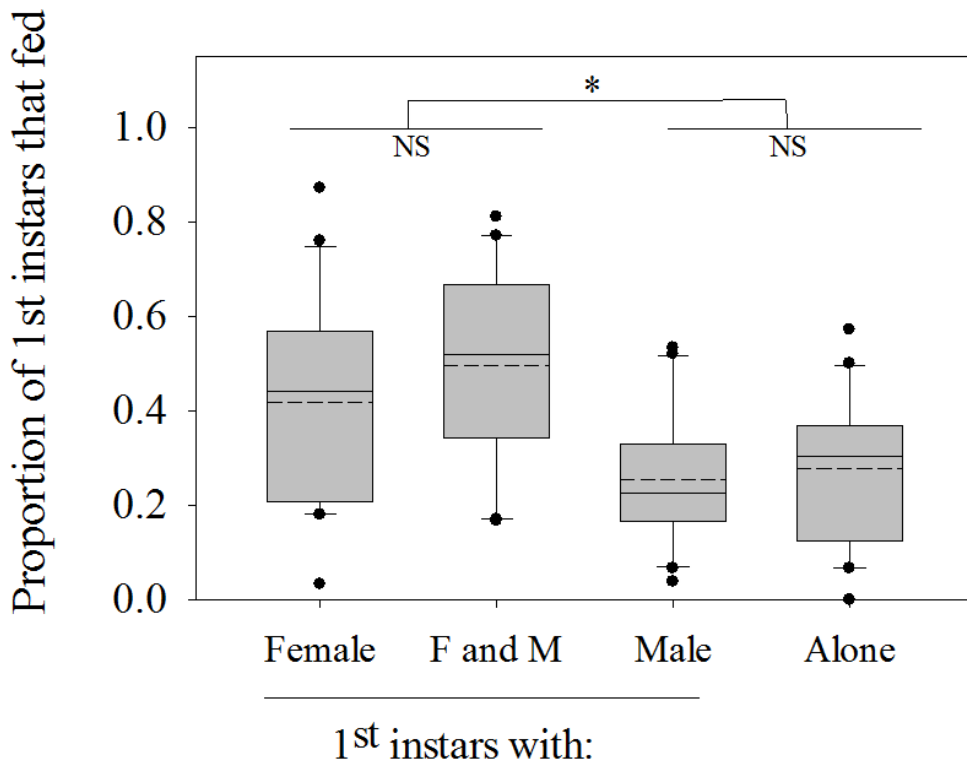 Proportion of 1st instars that fed
*
1.0
NS
NS
0.8
0.6
0.4
0.2
0.0
Female
F and M
Male
Alone
1st instars with: